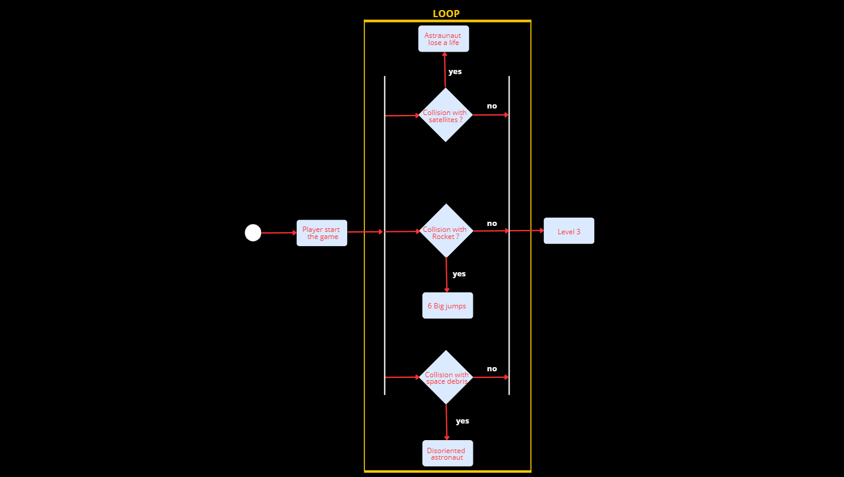 LOOP
Astraunaut
lose a life
yes
no
Collision with
satellites ?
Player start
the game
no
Collision with
Rocket ?
Level 3
yes
6 Big jumps
no
Collision with
space debris
yes
Disoriented
astronaut